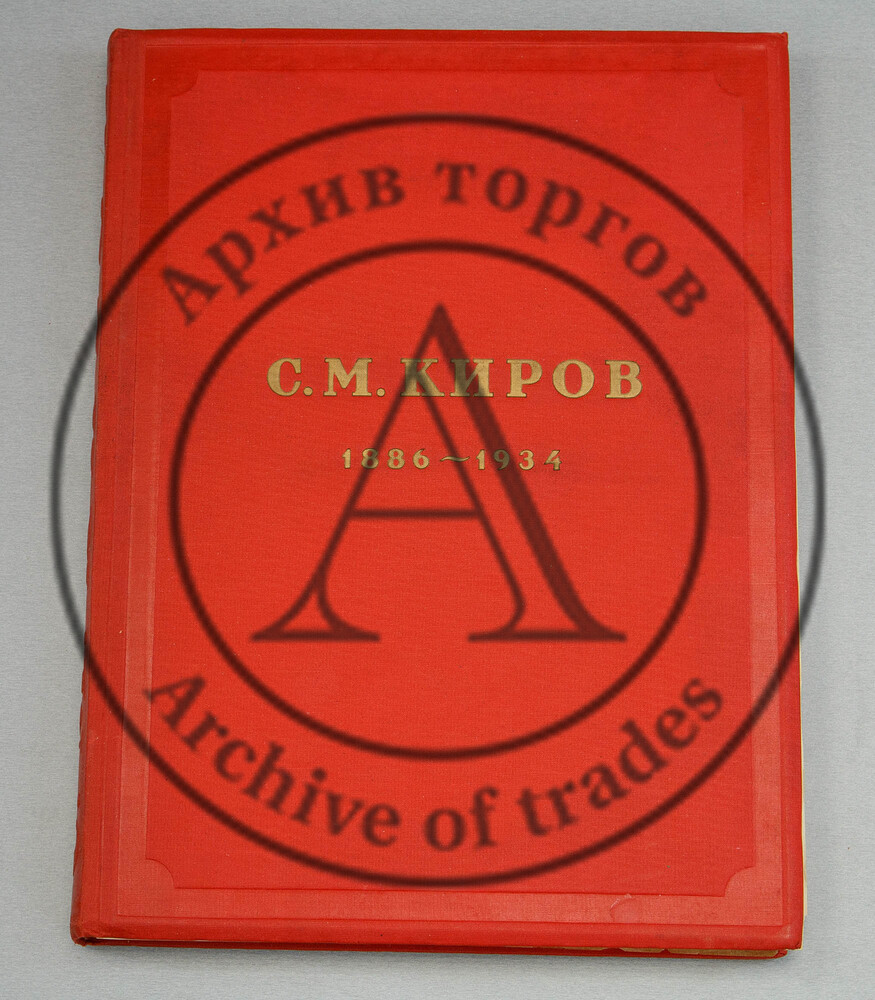 Архив торгов
С.М.КИРОВ
1886~1934
A
Archive of trades